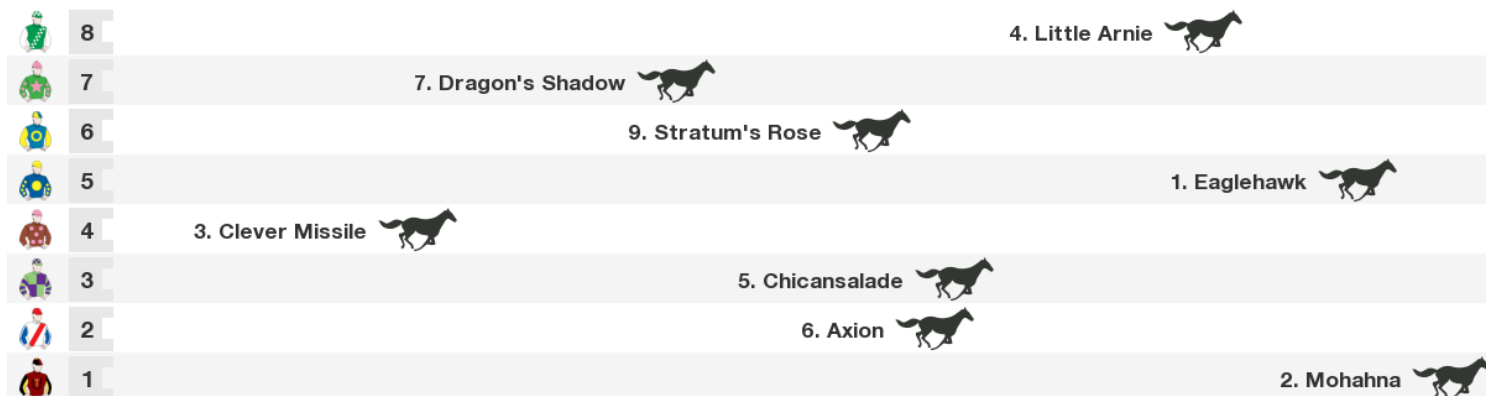 8 4. Little Arnie
7 7. Dragon's Shadow
6 9. Stratum's Rose
5 1. Eaglehawk
4 3. Clever Missile
3 5. Chicansalade
2 6. Axion
T 1 2. Mohahna